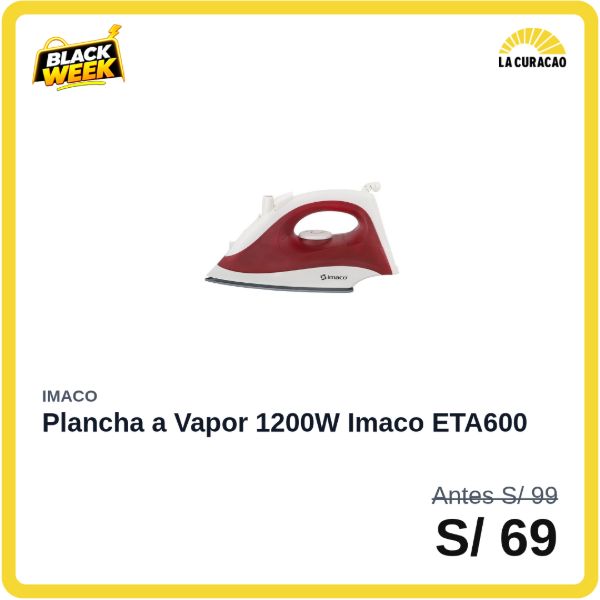 BLACK
WEEK
LA CURACAO
imaco
IMACO
Plancha a Vapor 1200W Imaco ETA600
Antes S/ 99
S/ 69